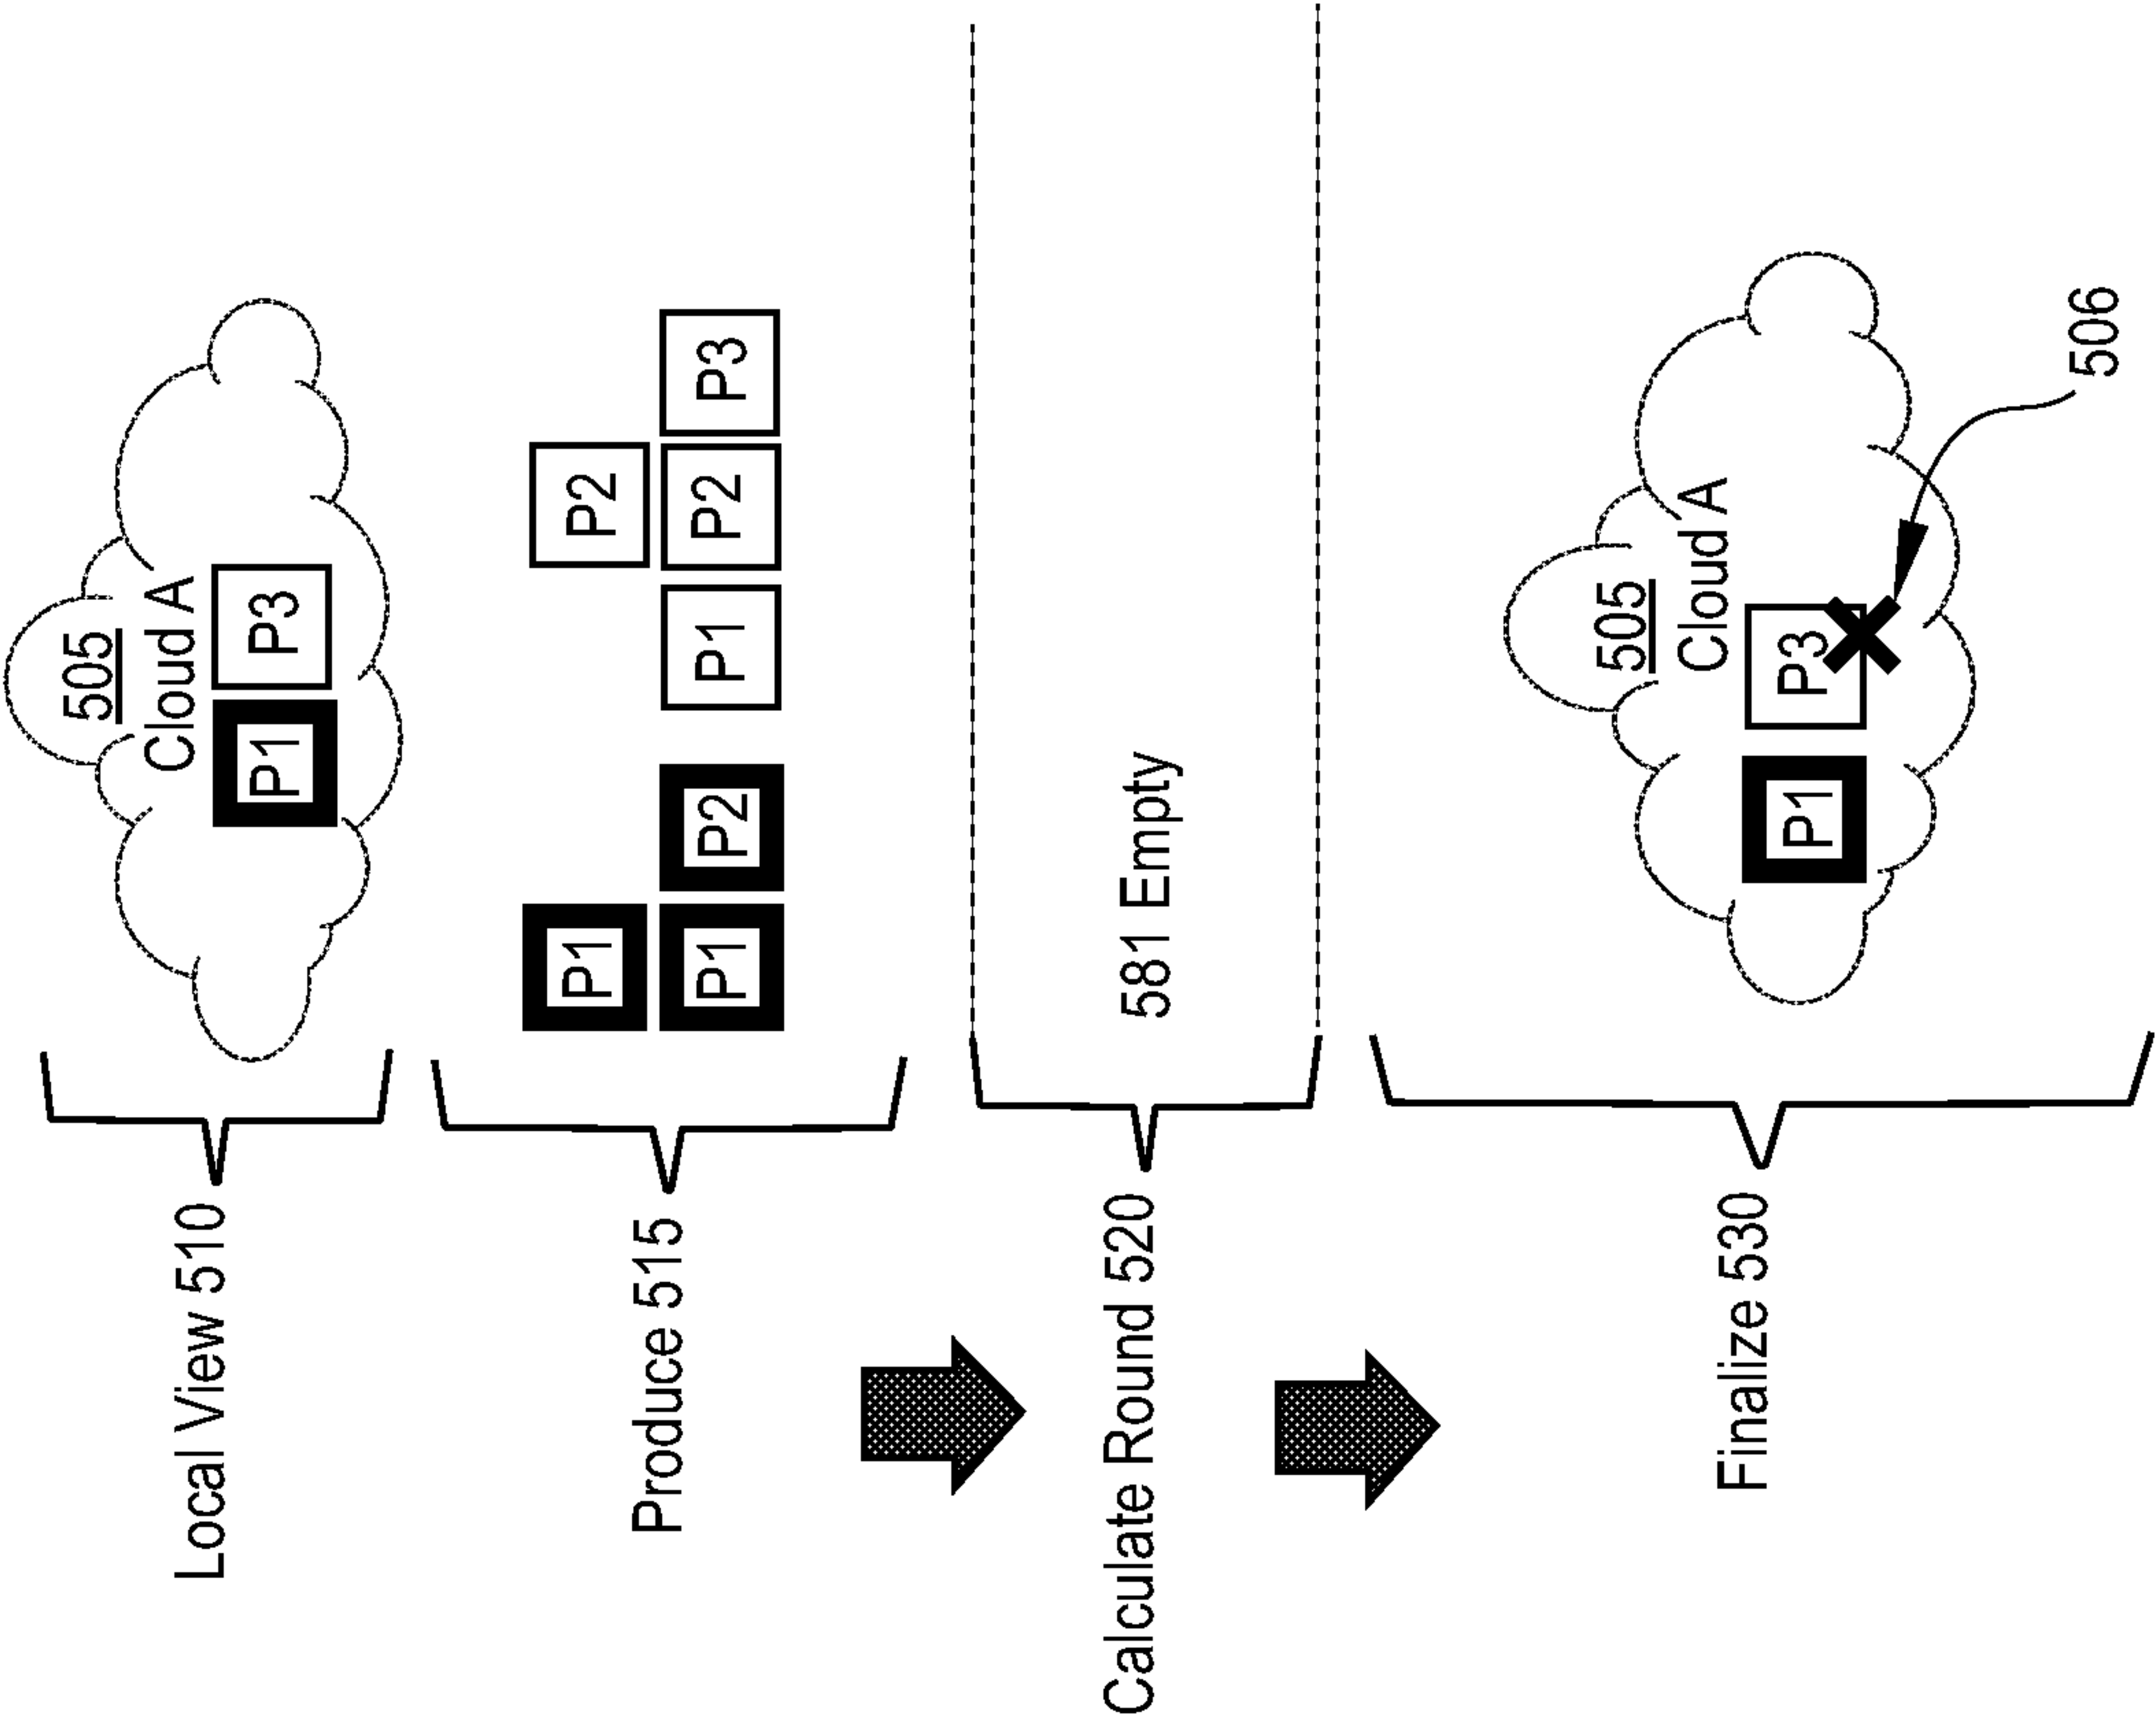 Local View 510
505
Cloud A
P1 P3
Produce 515
P1 P2
P1 P2 P1 P2 P3
Calculate Round 520
581 Empty
Finalize 530
505
Cloud A
P1 P3
506